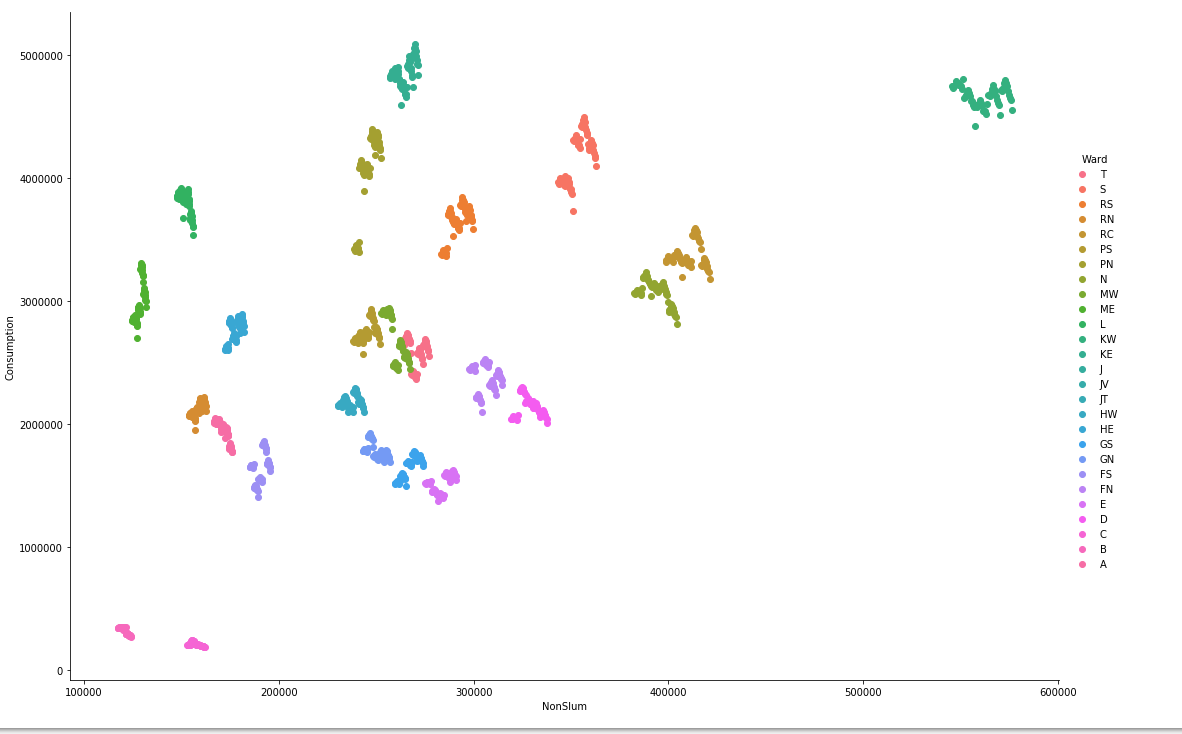 5000000
4000000
3000000
2000000
1000000
0
Consumption
100000
200000
300000
400000
500000
600000
NonSlum
Ward
T
S
RS
RN
RC
PS
PN
N
MW
ME
L
KW
KE
J
JV
JT
HW
HE
GS
GN
FS
FN
E
D
C
B
A